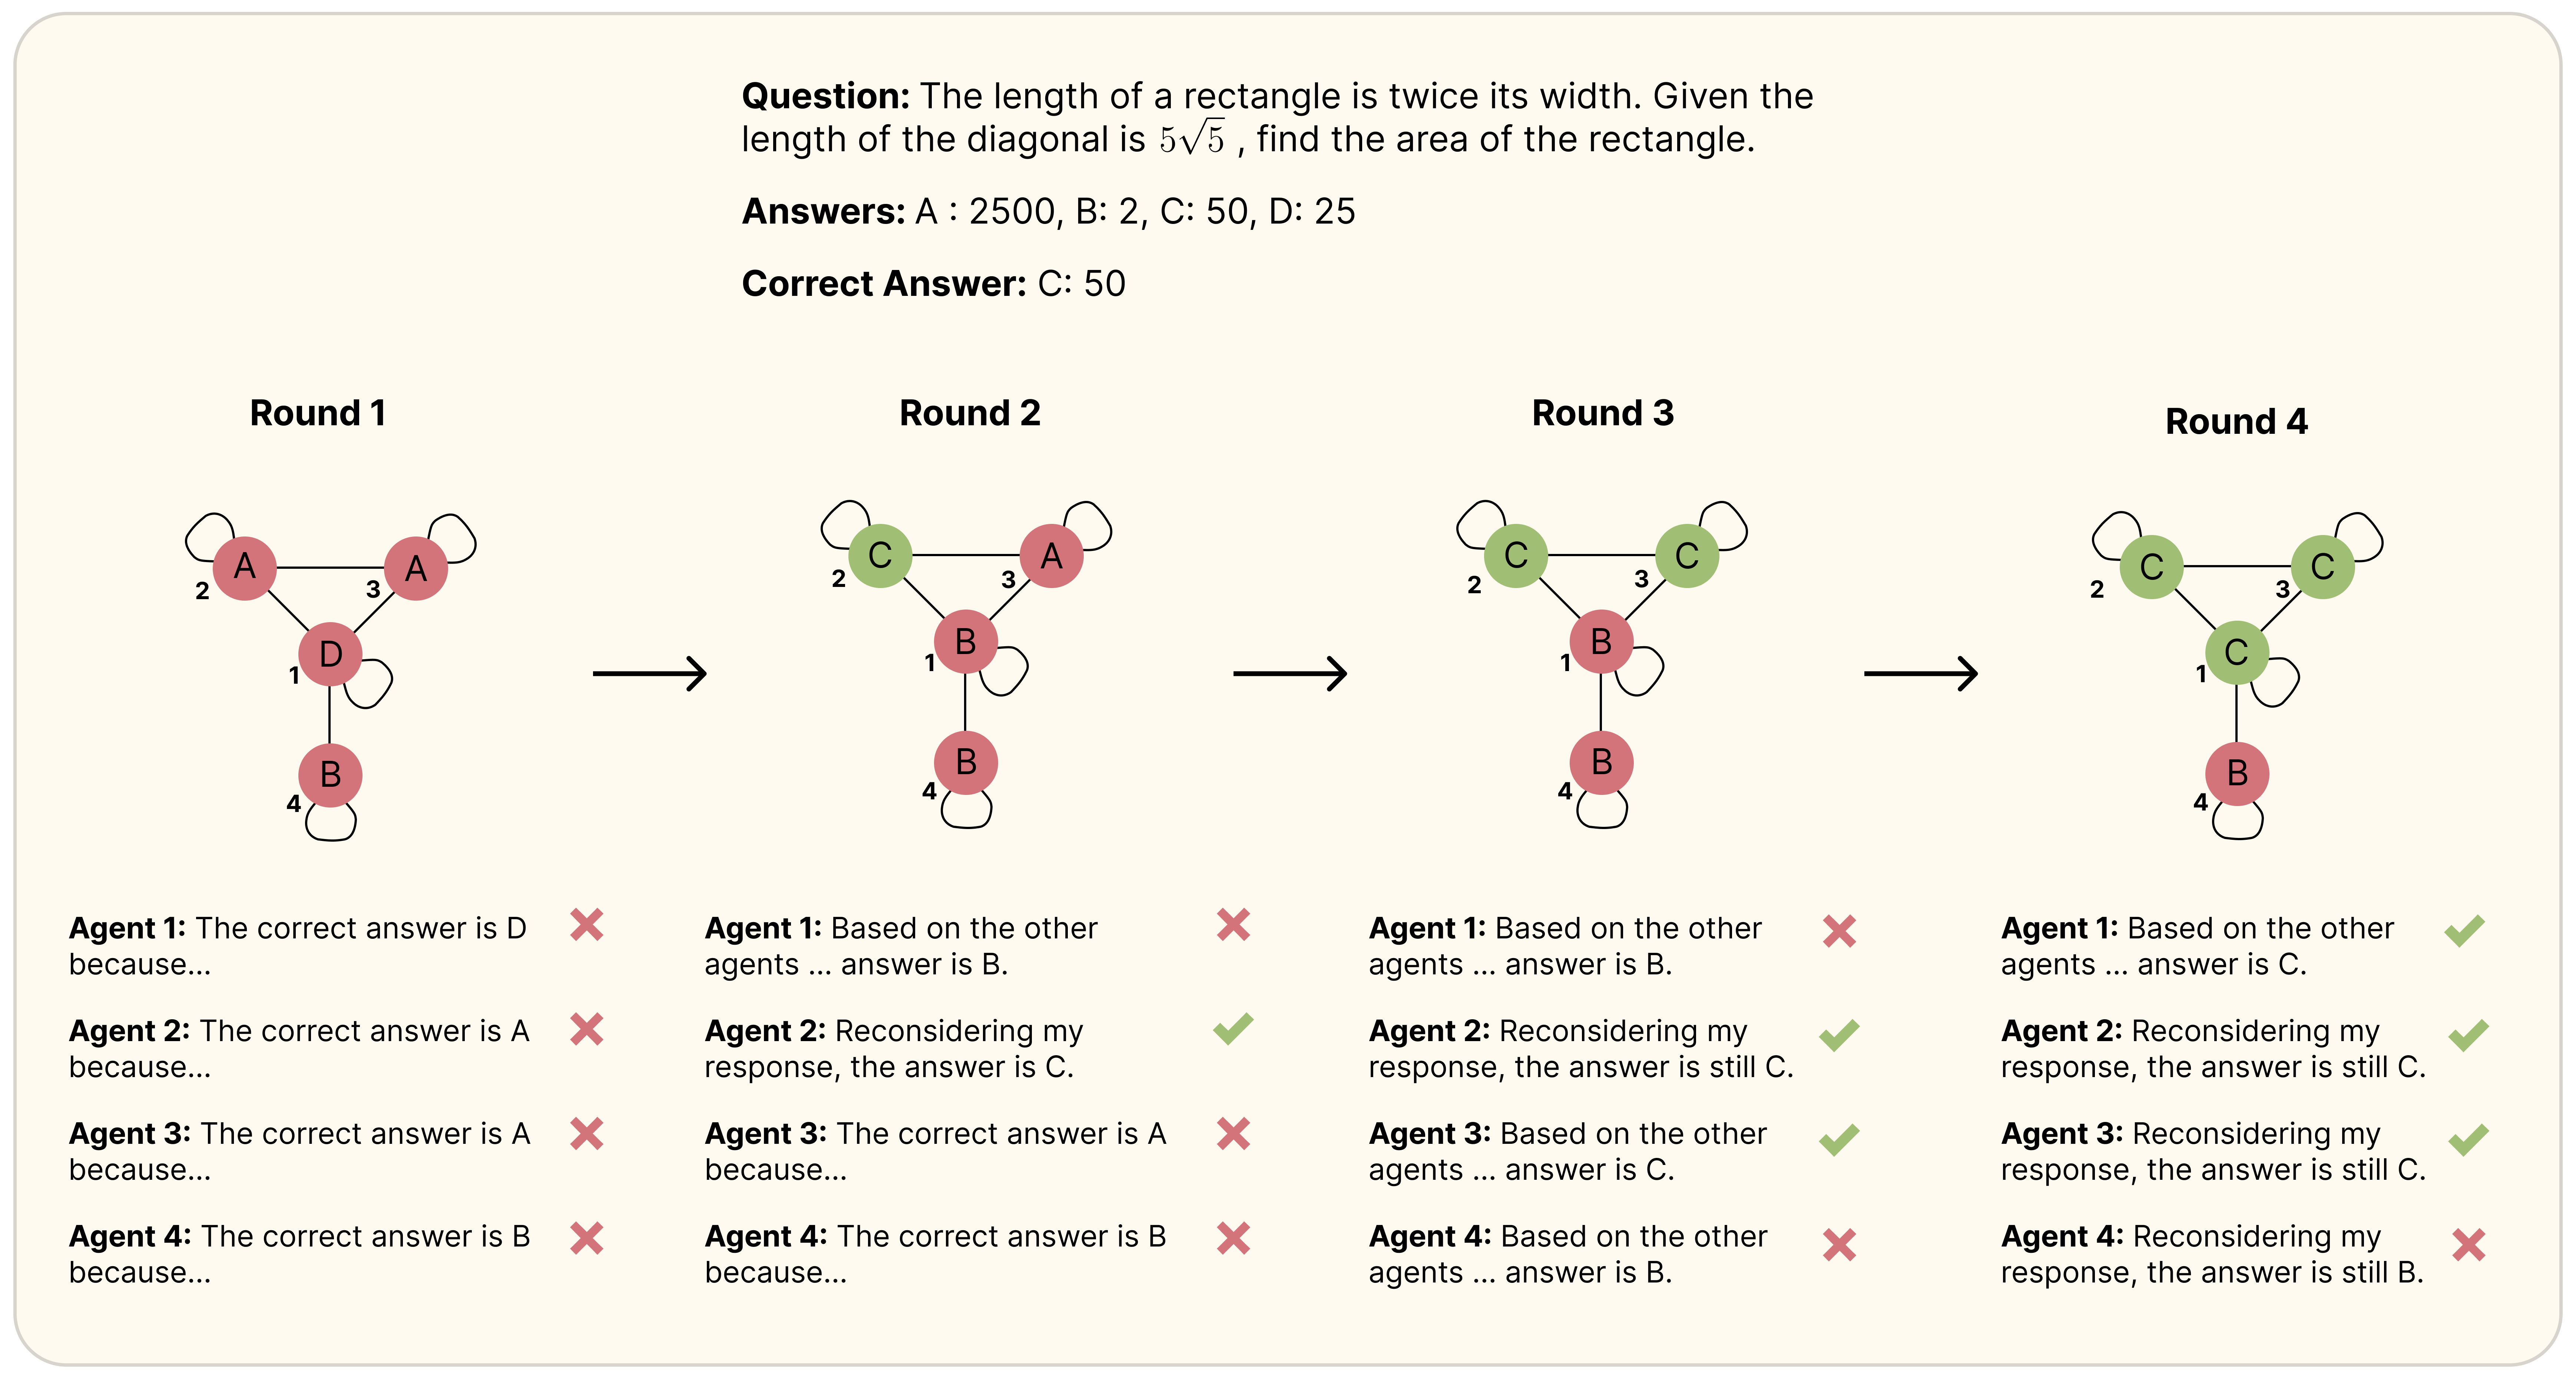 Question: The length of a rectangle is twice its width. Given the
length of the diagonal is 5√5 , find the area of the rectangle.
Answers: A : 2500, B: 2, C: 50, D: 25
Correct Answer: C: 50
Round 1
A
A
2
3
D
1
B
4
Agent 1: The correct answer is D
because...
Agent 2: The correct answer is A
because...
Agent 3: The correct answer is A
because...
Agent 4: The correct answer is B
because...
Round 2
C
A
2
3
B
1
B
4
Agent 1: Based on the other
agents ... answer is B.
Agent 2: Reconsidering my
response, the answer is C.
Agent 3: The correct answer is A
because...
Agent 4: The correct answer is B
because...
Round 3
C
C
2
3
B
1
B
4
Agent 1: Based on the other
agents ... answer is B.
Agent 2: Reconsidering my
response, the answer is still C.
Agent 3: Based on the other
agents ... answer is C.
Agent 4: Based on the other
agents ... answer is B.
Round 4
C
C
2
3
C
1
B
4
Agent 1: Based on the other
agents ... answer is C.
Agent 2: Reconsidering my
response, the answer is still C.
Agent 3: Reconsidering my
response, the answer is still C.
Agent 4: Reconsidering my
response, the answer is still B.